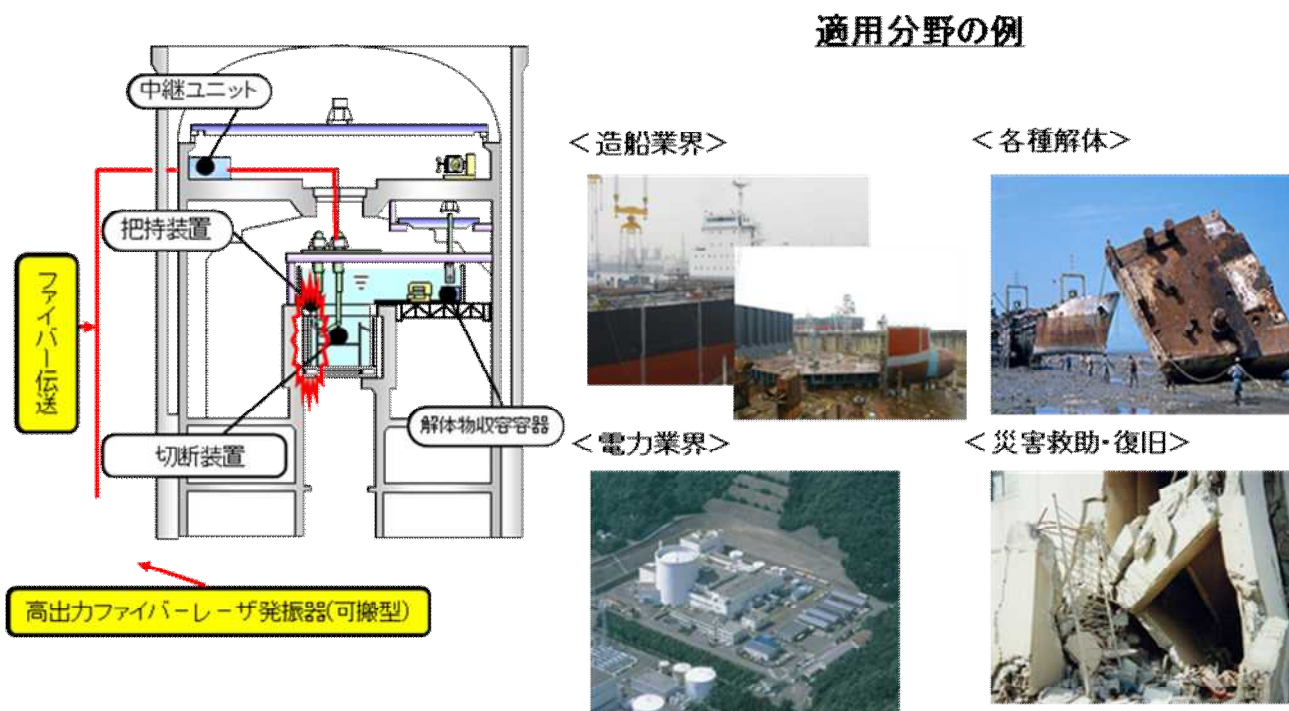 適用分野の例
中継ユニット
把持装置
ファイバー伝送
切断装置
解体物収容容器
高出力ファイバーレーザ発振器(可搬型)
＜造船業界＞
＜各種解体＞
＜電力業界＞
＜災害救助・復旧＞